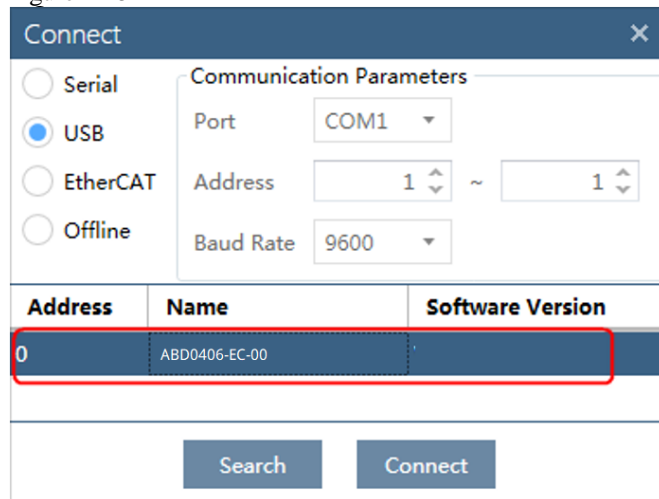 Connect
Serial
USB
EtherCAT
Offline
Communication Parameters
Port COM1
Address 1 ~ 1
Baud Rate 9600
Address Name Software Version
0 ABD0406-EC-00
Search Connect